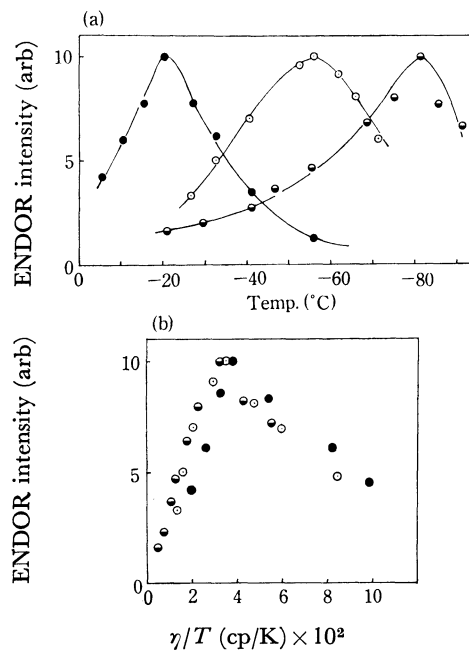 (a)
ENDOR intensity (arb)
10
5
0
0 −20 −40 −60 −80
Temp. (°C)
(b)
ENDOR intensity (arb)
10
5
0
0 2 4 6 8 10
η/T (cp/K) × 10²